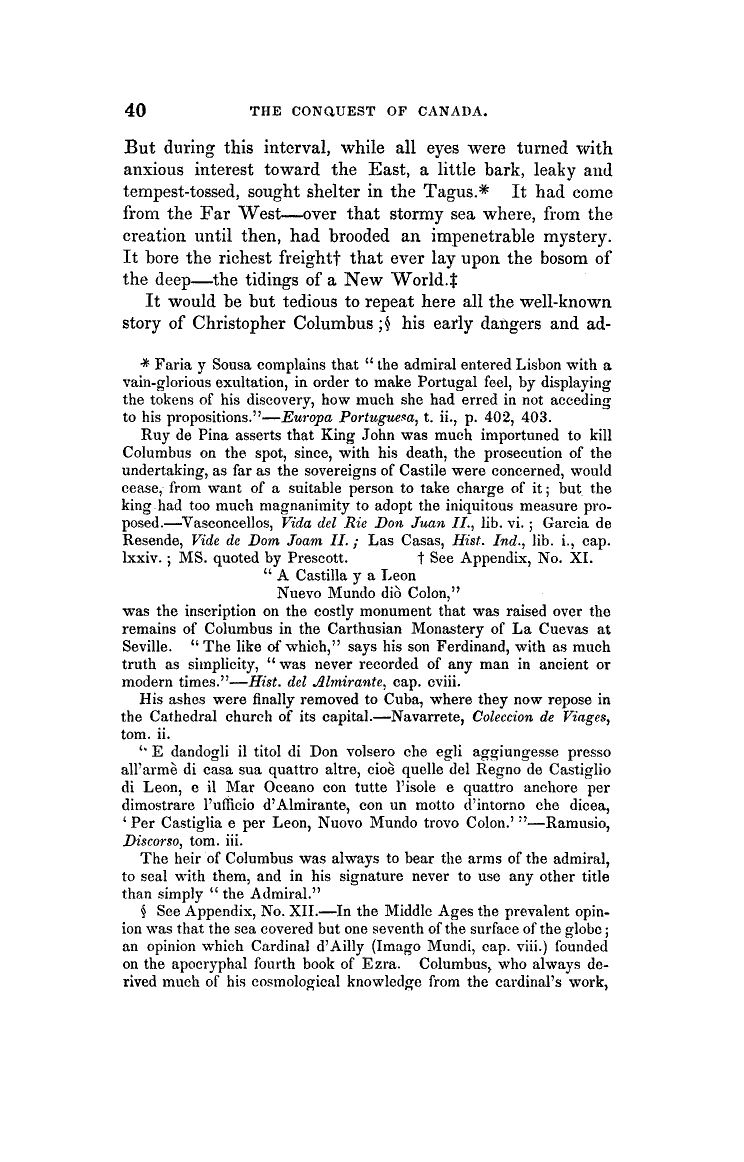 40 THE CONQUEST OF CANADA.
But during this interval, while all eyes were turned with
anxious interest toward the East, a little bark, leaky and
tempest-tossed, sought shelter in the Tagus.* It had come
from the Far West—over that stormy sea where, from the
creation until then, had brooded an impenetrable mystery.
It bore the richest freight† that ever lay upon the bosom of
the deep—the tidings of a New World.‡
It would be but tedious to repeat here all the well-known
story of Christopher Columbus ;§ his early dangers and ad-
* Faria y Sousa complains that “ the admiral entered Lisbon with a
vain-glorious exultation, in order to make Portugal feel, by displaying
the tokens of his discovery, how much she had erred in not acceding
to his propositions.”—Europa Portuguesa, t. ii., p. 402, 403.
Ruy de Pina asserts that King John was much importuned to kill
Columbus on the spot, since, with his death, the prosecution of the
undertaking, as far as the sovereigns of Castile were concerned, would
cease, from want of a suitable person to take charge of it ; but the
king had too much magnanimity to adopt the iniquitous measure pro-
posed.—Vasconcellos, Vida del Rie Don Juan II., lib. vi. ; Garcia de
Resende, Vide de Dom Joam II. ; Las Casas, Hist. Ind., lib. i., cap.
lxxiv. ; MS. quoted by Prescott. † See Appendix, No. XI.
“ A Castilla y a Leon
Nuevo Mundo diò Colon,”
was the inscription on the costly monument that was raised over the
remains of Columbus in the Carthusian Monastery of La Cuevas at
Seville. “ The like of which,” says his son Ferdinand, with as much
truth as simplicity, “ was never recorded of any man in ancient or
modern times.”—Hist. del Almirante, cap. cviii.
His ashes were finally removed to Cuba, where they now repose in
the Cathedral church of its capital.—Navarrete, Coleccion de Viages,
tom. ii.
“ E dandogli il titol di Don volsero che egli aggiungesse presso
all'armè di casa sua quattro altre, cioè quelle del Regno de Castiglio
di Leon, e il Mar Oceano con tutte l'isole e quattro anchore per
dimostrare l'ufficio d'Almirante, con un motto d'intorno che dicea,
‘ Per Castiglia e per Leon, Nuovo Mundo trovo Colon.’ ”—Ramusio,
Discorso, tom. iii.
The heir of Columbus was always to bear the arms of the admiral,
to seal with them, and in his signature never to use any other title
than simply “ the Admiral.”
§ See Appendix, No. XII.—In the Middle Ages the prevalent opin-
ion was that the sea covered but one seventh of the surface of the globe ;
an opinion which Cardinal d'Ailly (Imago Mundi, cap. viii.) founded
on the apocryphal fourth book of Ezra. Columbus, who always de-
rived much of his cosmological knowledge from the cardinal's work,